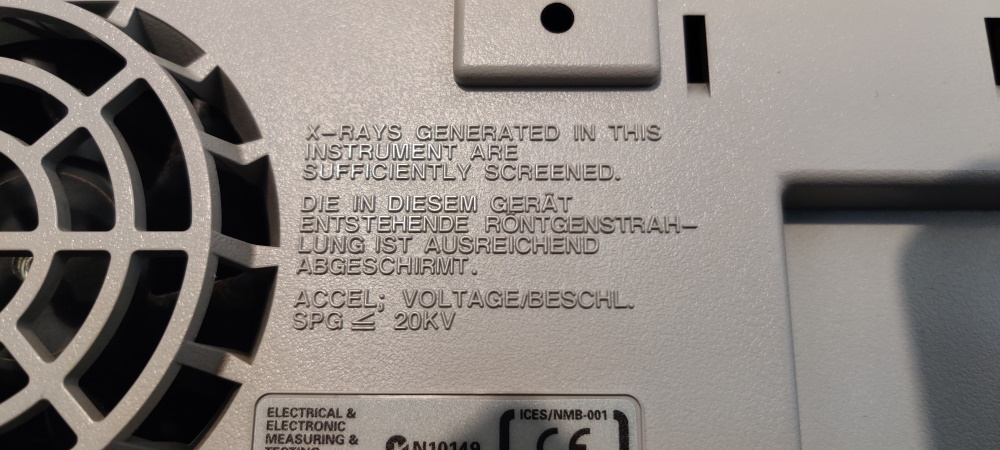 X-RAYS GENERATED IN THIS
INSTRUMENT ARE
SUFFICIENTLY SCREENED.
DIE IN DIESEM GERÄT
ENTSTEHENDE RÖNTGENSTRAH-
LUNG IST AUSREICHEND
ABGESCHIRMT.
ACCEL; VOLTAGE/BESCHL.
SPG ≤ 20KV
ELECTRICAL &
ELECTRONIC
MEASURING &
TESTING
N10149
ICES/NMB-001
CE